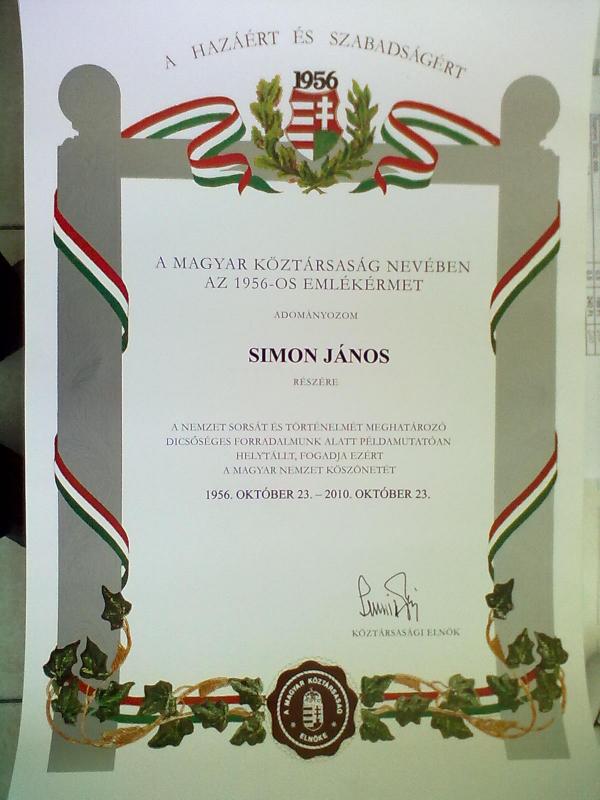 A HAZÁÉRT ÉS SZABADSÁGÉRT
1956
A MAGYAR KÖZTÁRSASÁG NEVÉBEN
AZ 1956-OS EMLÉKÉRMET
ADOMÁNYOZOM
SIMON JÁNOS
RÉSZÉRE
A NEMZET SORSÁT ÉS TÖRTÉNELMÉT MEGHATÁROZÓ
DICSŐSÉGES FORRADALMUNK ALATT PÉLDAMUTATÓAN
HELYTÁLLT, FOGADJA EZÉRT
A MAGYAR NEMZET KÖSZÖNETÉT
1956. OKTÓBER 23. – 2010. OKTÓBER 23.
KÖZTÁRSASÁGI ELNÖK
A MAGYAR KÖZTÁRSASÁG
ELNÖKE